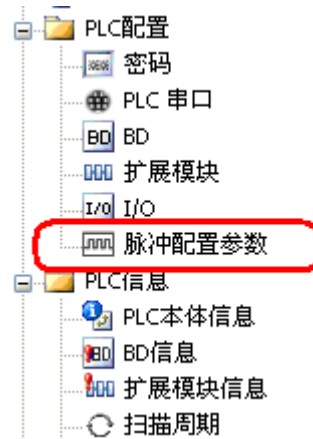 PLC配置
密码
PLC 串口
BD BD
扩展模块
I/O I/O
脉冲配置参数
PLC信息
PLC本体信息
BD BD信息
扩展模块信息
扫描周期